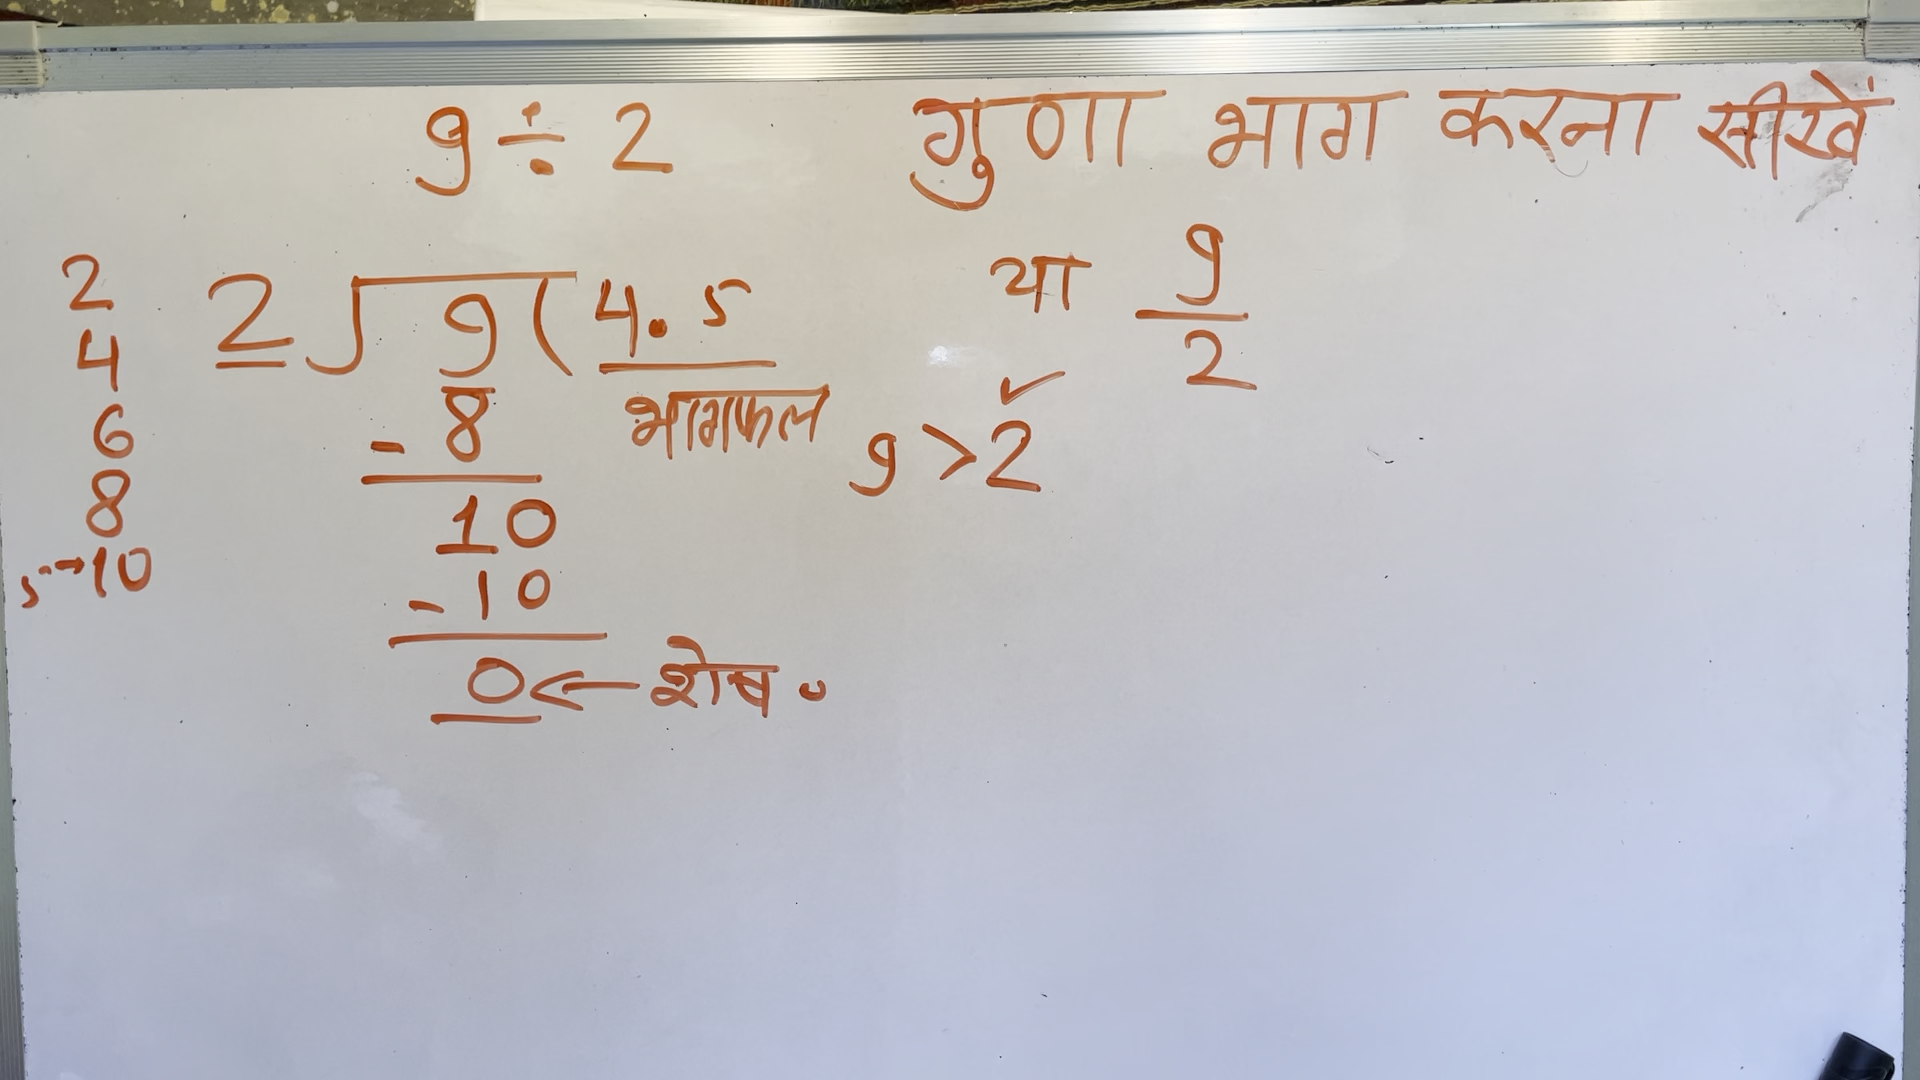 9 ÷ 2 गुणा भाग करना सीखें
या 9/2
2
4
6
8
5 → 10
2 √ 9 ( 4.5
भागफल
- 8
9 > 2 ✓
10
- 10
0 ← शेष 0